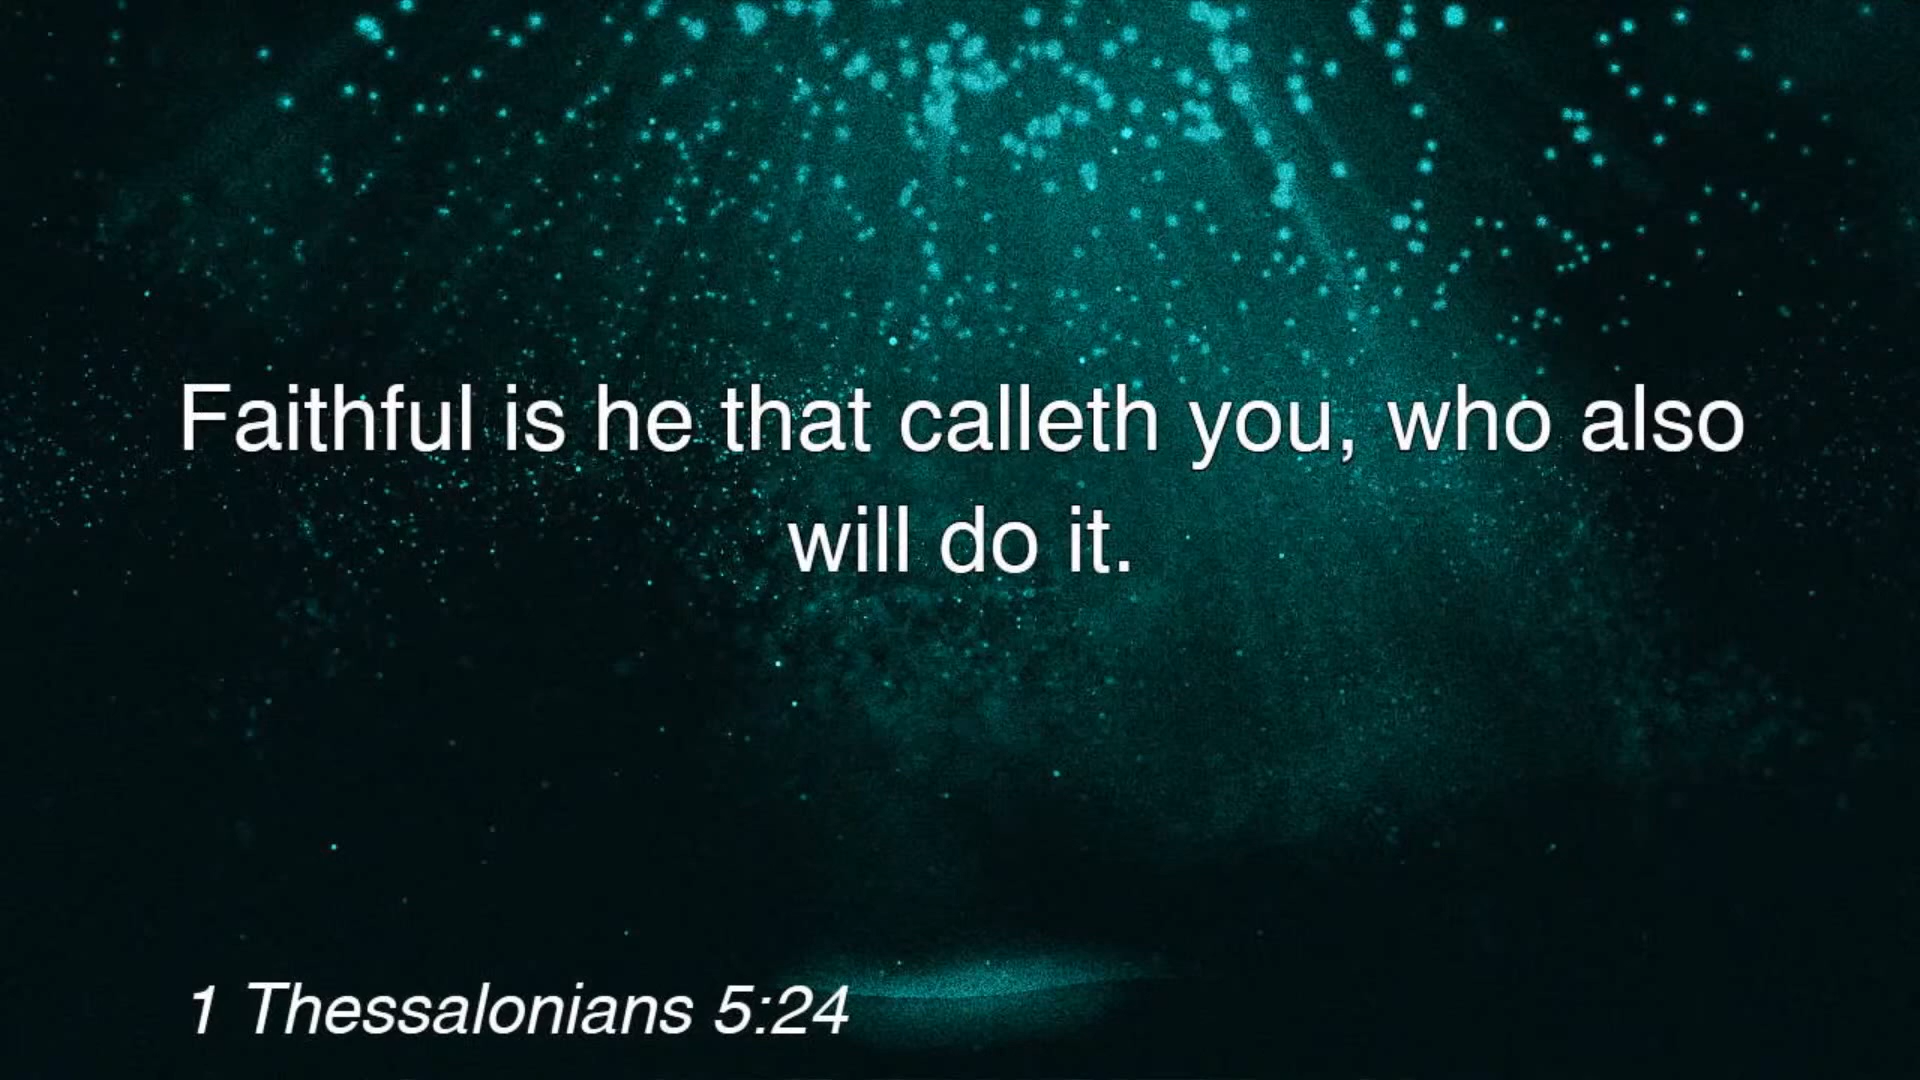 Faithful is he that calleth you, who also
will do it.
1 Thessalonians 5:24